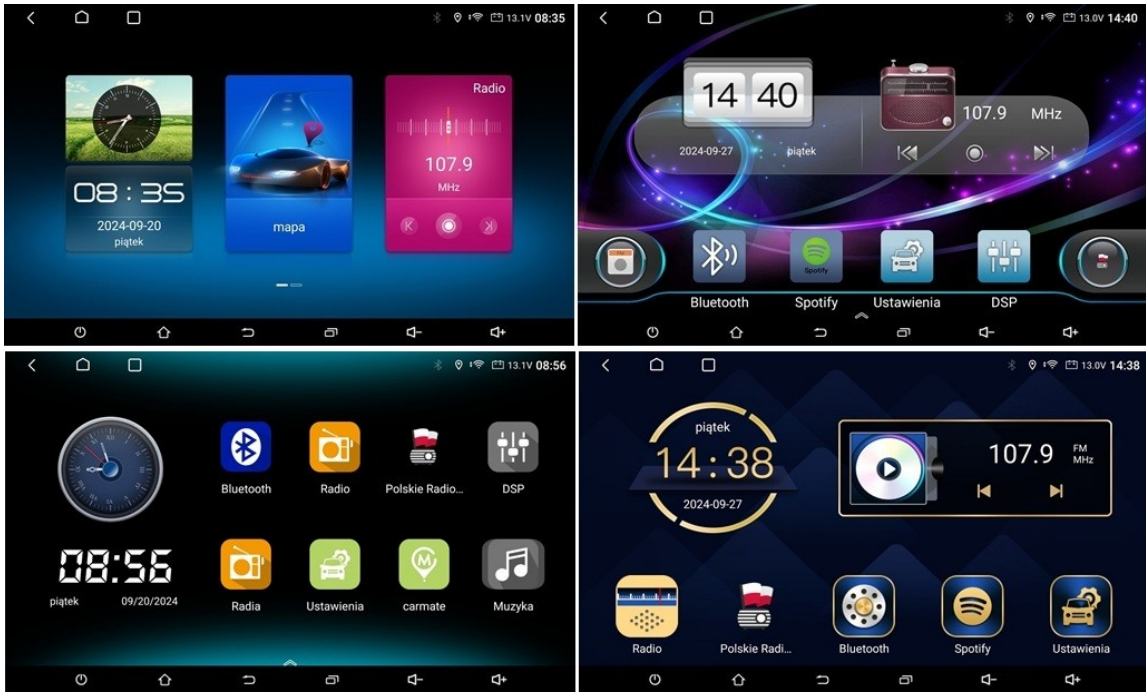 13.1V 08:35
Radio
107.9
MHz
08:35
2024-09-20
piątek
mapa
13.0V 14:40
14 40
107.9 MHz
2024-09-27 piątek
Spotify
Bluetooth Spotify Ustawienia DSP
13.1V 08:56
XII
Bluetooth Radio Polskie Radio... DSP
08:56
piątek 09/20/2024
M
Radia Ustawienia carmate Muzyka
13.0V 14:38
piątek
14:38
2024-09-27
107.9 FM
MHz
Radio Polskie Radi... Bluetooth Spotify Ustawienia